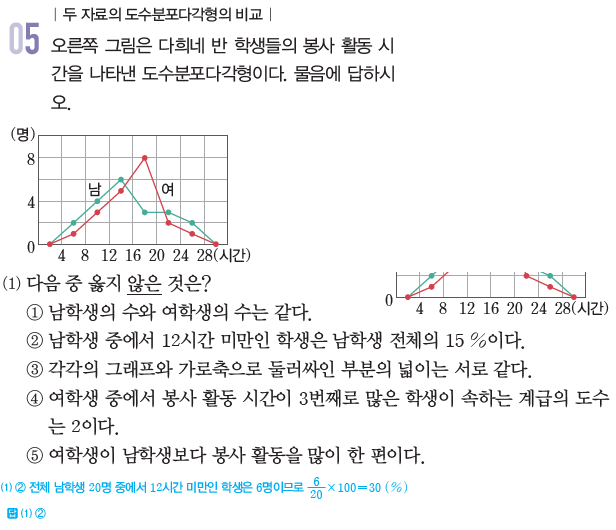 | 두 자료의 도수분포다각형의 비교 |
05 오른쪽 그림은 다희네 반 학생들의 봉사 활동 시
간을 나타낸 도수분포다각형이다. 물음에 답하시
오.
(명)
8
남 여
4
0
4 8 12 16 20 24 28(시간)
(1) 다음 중 옳지 않은 것은?
0
4 8 12 16 20 24 28(시간)
① 남학생의 수와 여학생의 수는 같다.
② 남학생 중에서 12시간 미만인 학생은 남학생 전체의 15 %이다.
③ 각각의 그래프와 가로축으로 둘러싸인 부분의 넓이는 서로 같다.
④ 여학생 중에서 봉사 활동 시간이 3번째로 많은 학생이 속하는 계급의 도수
는 2이다.
⑤ 여학생이 남학생보다 봉사 활동을 많이 한 편이다.
(1) ② 전체 남학생 20명 중에서 12시간 미만인 학생은 6명이므로 6/20×100=30 (%)
답 (1) ②